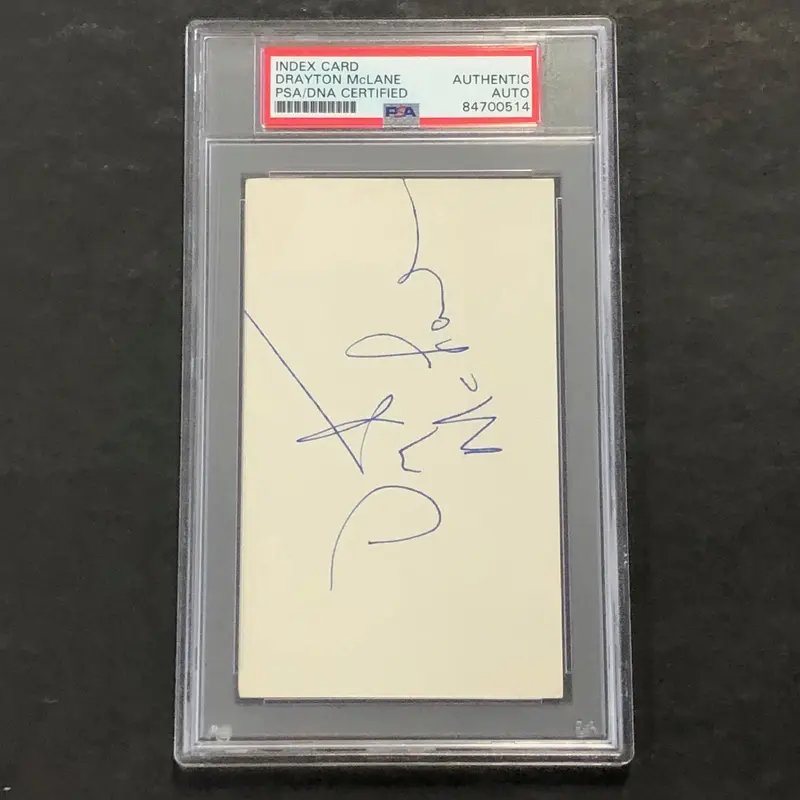 INDEX CARD
DRAYTON McLANE
PSA/DNA CERTIFIED
AUTHENTIC
AUTO
84700514
PSA